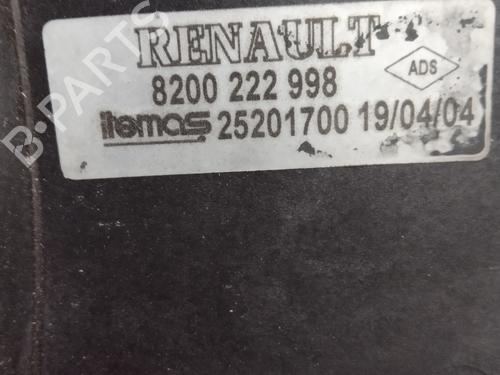 RENAULT
8200 222 998
ADS
itemas 25201700 19/04/04
B-PARTS